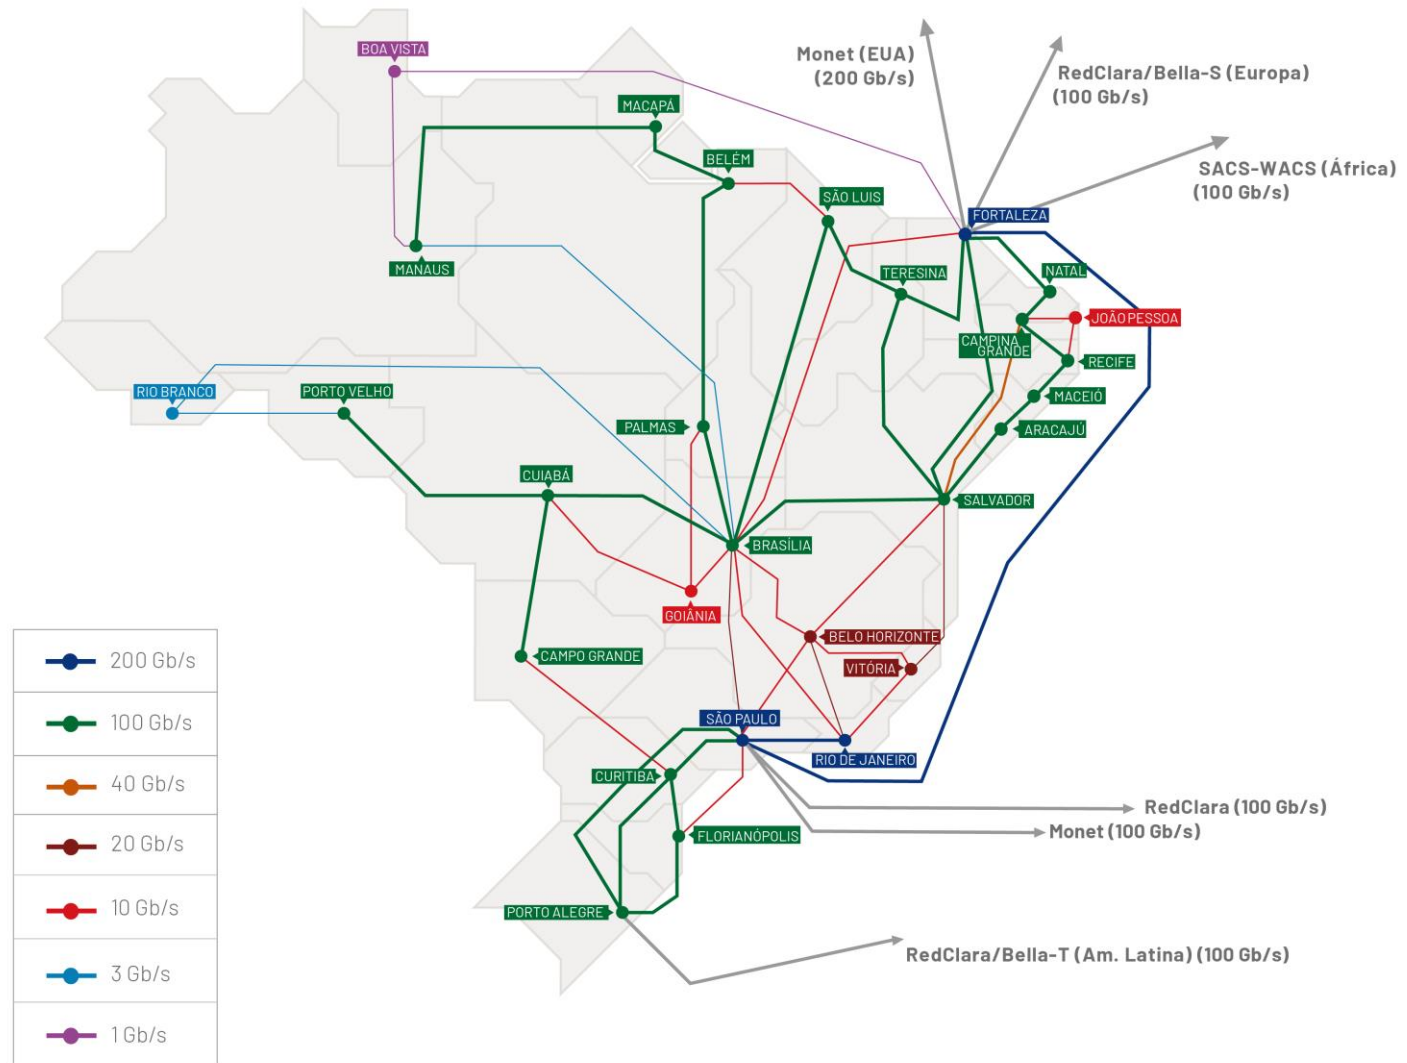 BOA VISTA
Monet (EUA)
(200 Gb/s)
RedClara/Bella-S (Europa)
(100 Gb/s)
MACAPÁ
BELÉM
SACS-WACS (África)
(100 Gb/s)
SÃO LUIS
FORTALEZA
MANAUS
TERESINA
NATAL
JOÃO PESSOA
CAMPINA
GRANDE
RECIFE
RIO BRANCO
PORTO VELHO
MACEIÓ
PALMAS
ARACAJÚ
CUIABÁ
SALVADOR
BRASÍLIA
GOIÂNIA
BELO HORIZONTE
CAMPO GRANDE
VITÓRIA
200 Gb/s
SÃO PAULO
100 Gb/s
RIO DE JANEIRO
CURITIBA
40 Gb/s
RedClara (100 Gb/s)
Monet (100 Gb/s)
FLORIANÓPOLIS
20 Gb/s
10 Gb/s
PORTO ALEGRE
RedClara/Bella-T (Am. Latina) (100 Gb/s)
3 Gb/s
1 Gb/s